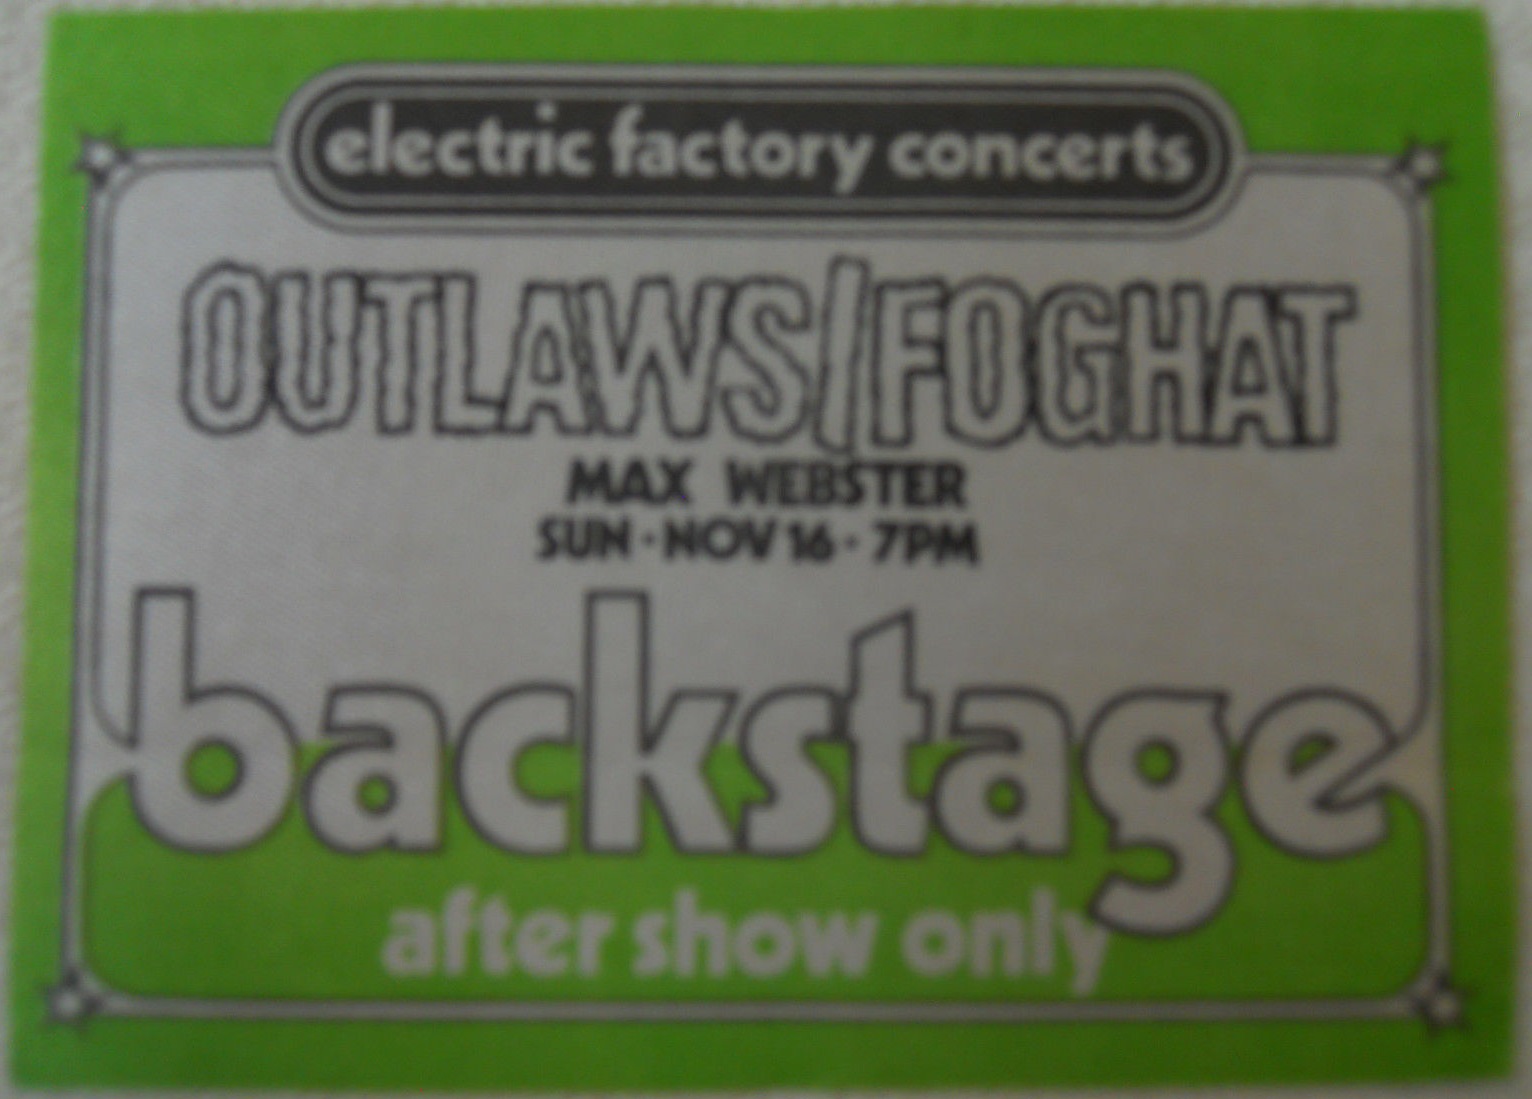 electric factory concerts
OUTLAWS/FOGHAT
MAX WEBSTER
SUN · NOV 16 · 7PM
backstage
after show only